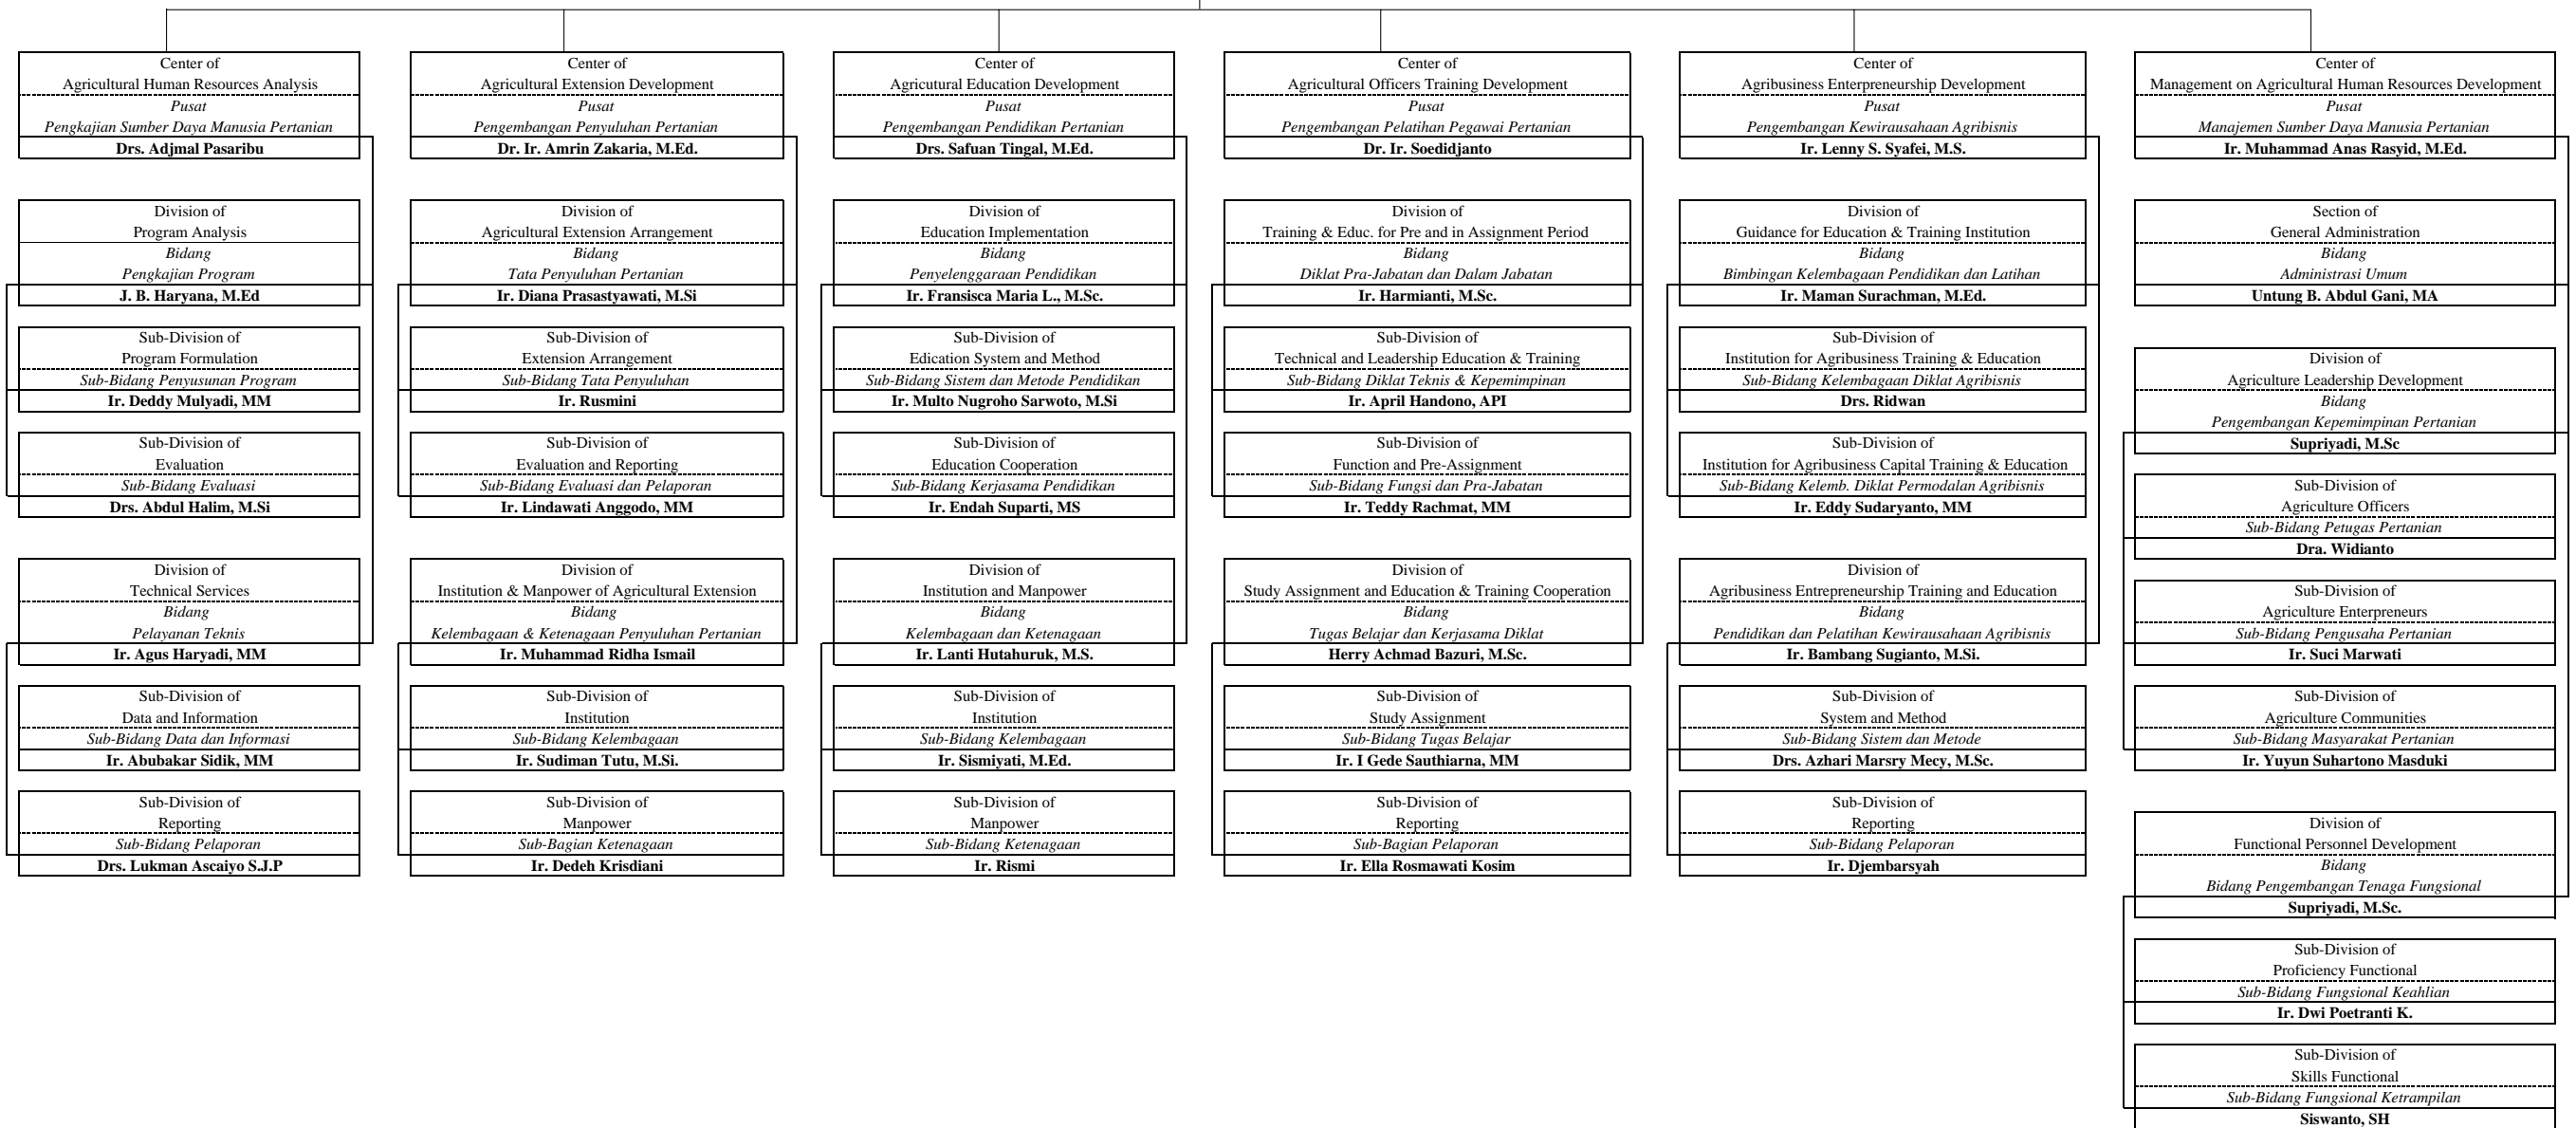 Center of
Agricultural Human Resources Analysis
Pusat
Pengkajian Sumber Daya Manusia Pertanian
Drs. Adjmal Pasaribu
Division of
Program Analysis
Bidang
Pengkajian Program
J. B. Haryana, M.Ed
Sub-Division of
Program Formulation
Sub-Bidang Penyusunan Program
Ir. Deddy Mulyadi, MM
Sub-Division of
Evaluation
Sub-Bidang Evaluasi
Drs. Abdul Halim, M.Si
Division of
Technical Services
Bidang
Pelayanan Teknis
Ir. Agus Haryadi, MM
Sub-Division of
Data and Information
Sub-Bidang Data dan Informasi
Ir. Abubakar Sidik, MM
Sub-Division of
Reporting
Sub-Bidang Pelaporan
Drs. Lukman Ascaiyo S.J.P
Center of
Agricultural Extension Development
Pusat
Pengembangan Penyuluhan Pertanian
Dr. Ir. Amrin Zakaria, M.Ed.
Division of
Agricultural Extension Arrangement
Bidang
Tata Penyuluhan Pertanian
Ir. Diana Prasastyawati, M.Si
Sub-Division of
Extension Arrangement
Sub-Bidang Tata Penyuluhan
Ir. Rusmini
Sub-Division of
Evaluation and Reporting
Sub-Bidang Evaluasi dan Pelaporan
Ir. Lindawati Anggodo, MM
Division of
Institution & Manpower of Agricultural Extension
Bidang
Kelembagaan & Ketenagaan Penyuluhan Pertanian
Ir. Muhammad Ridha Ismail
Sub-Division of
Institution
Sub-Bidang Kelembagaan
Ir. Sudiman Tutu, M.Si.
Sub-Division of
Manpower
Sub-Bagian Ketenagaan
Ir. Dedeh Krisdiani
Center of
Agricutural Education Development
Pusat
Pengembangan Pendidikan Pertanian
Drs. Safuan Tingal, M.Ed.
Division of
Education Implementation
Bidang
Penyelenggaraan Pendidikan
Ir. Fransisca Maria L., M.Sc.
Sub-Division of
Edication System and Method
Sub-Bidang Sistem dan Metode Pendidikan
Ir. Multo Nugroho Sarwoto, M.Si
Sub-Division of
Education Cooperation
Sub-Bidang Kerjasama Pendidikan
Ir. Endah Suparti, MS
Division of
Institution and Manpower
Bidang
Kelembagaan dan Ketenagaan
Ir. Lanti Hutahuruk, M.S.
Sub-Division of
Institution
Sub-Bidang Kelembagaan
Ir. Sismiyati, M.Ed.
Sub-Division of
Manpower
Sub-Bidang Ketenagaan
Ir. Rismi
Center of
Agricultural Officers Training Development
Pusat
Pengembangan Pelatihan Pegawai Pertanian
Dr. Ir. Soedidjanto
Division of
Training & Educ. for Pre and in Assignment Period
Bidang
Diklat Pra-Jabatan dan Dalam Jabatan
Ir. Harmianti, M.Sc.
Sub-Division of
Technical and Leadership Education & Training
Sub-Bidang Diklat Teknis & Kepemimpinan
Ir. April Handono, API
Sub-Division of
Function and Pre-Assignment
Sub-Bidang Fungsi dan Pra-Jabatan
Ir. Teddy Rachmat, MM
Division of
Study Assignment and Education & Training Cooperation
Bidang
Tugas Belajar dan Kerjasama Diklat
Herry Achmad Bazuri, M.Sc.
Sub-Division of
Study Assignment
Sub-Bidang Tugas Belajar
Ir. I Gede Sauthiarna, MM
Sub-Division of
Reporting
Sub-Bagian Pelaporan
Ir. Ella Rosmawati Kosim
Center of
Agribusiness Enterpreneurship Development
Pusat
Pengembangan Kewirausahaan Agribisnis
Ir. Lenny S. Syafei, M.S.
Division of
Guidance for Education & Training Institution
Bidang
Bimbingan Kelembagaan Pendidikan dan Latihan
Ir. Maman Surachman, M.Ed.
Sub-Division of
Institution for Agribusiness Training & Education
Sub-Bidang Kelembagaan Diklat Agribisnis
Drs. Ridwan
Sub-Division of
Institution for Agribusiness Capital Training & Education
Sub-Bidang Kelemb. Diklat Permodalan Agribisnis
Ir. Eddy Sudaryanto, MM
Division of
Agribusiness Entrepreneurship Training and Education
Bidang
Pendidikan dan Pelatihan Kewirausahaan Agribisnis
Ir. Bambang Sugianto, M.Si.
Sub-Division of
System and Method
Sub-Bidang Sistem dan Metode
Drs. Azhari Marsry Mecy, M.Sc.
Sub-Division of
Reporting
Sub-Bidang Pelaporan
Ir. Djembarsyah
Center of
Management on Agricultural Human Resources Development
Pusat
Manajemen Sumber Daya Manusia Pertanian
Ir. Muhammad Anas Rasyid, M.Ed.
Section of
General Administration
Bidang
Administrasi Umum
Untung B. Abdul Gani, MA
Division of
Agriculture Leadership Development
Bidang
Pengembangan Kepemimpinan Pertanian
Supriyadi, M.Sc
Sub-Division of
Agriculture Officers
Sub-Bidang Petugas Pertanian
Dra. Widianto
Sub-Division of
Agriculture Enterpreneurs
Sub-Bidang Pengusaha Pertanian
Ir. Suci Marwati
Sub-Division of
Agriculture Communities
Sub-Bidang Masyarakat Pertanian
Ir. Yuyun Suhartono Masduki
Division of
Functional Personnel Development
Bidang
Bidang Pengembangan Tenaga Fungsional
Supriyadi, M.Sc.
Sub-Division of
Proficiency Functional
Sub-Bidang Fungsional Keahlian
Ir. Dwi Poetranti K.
Sub-Division of
Skills Functional
Sub-Bidang Fungsional Ketrampilan
Siswanto, SH